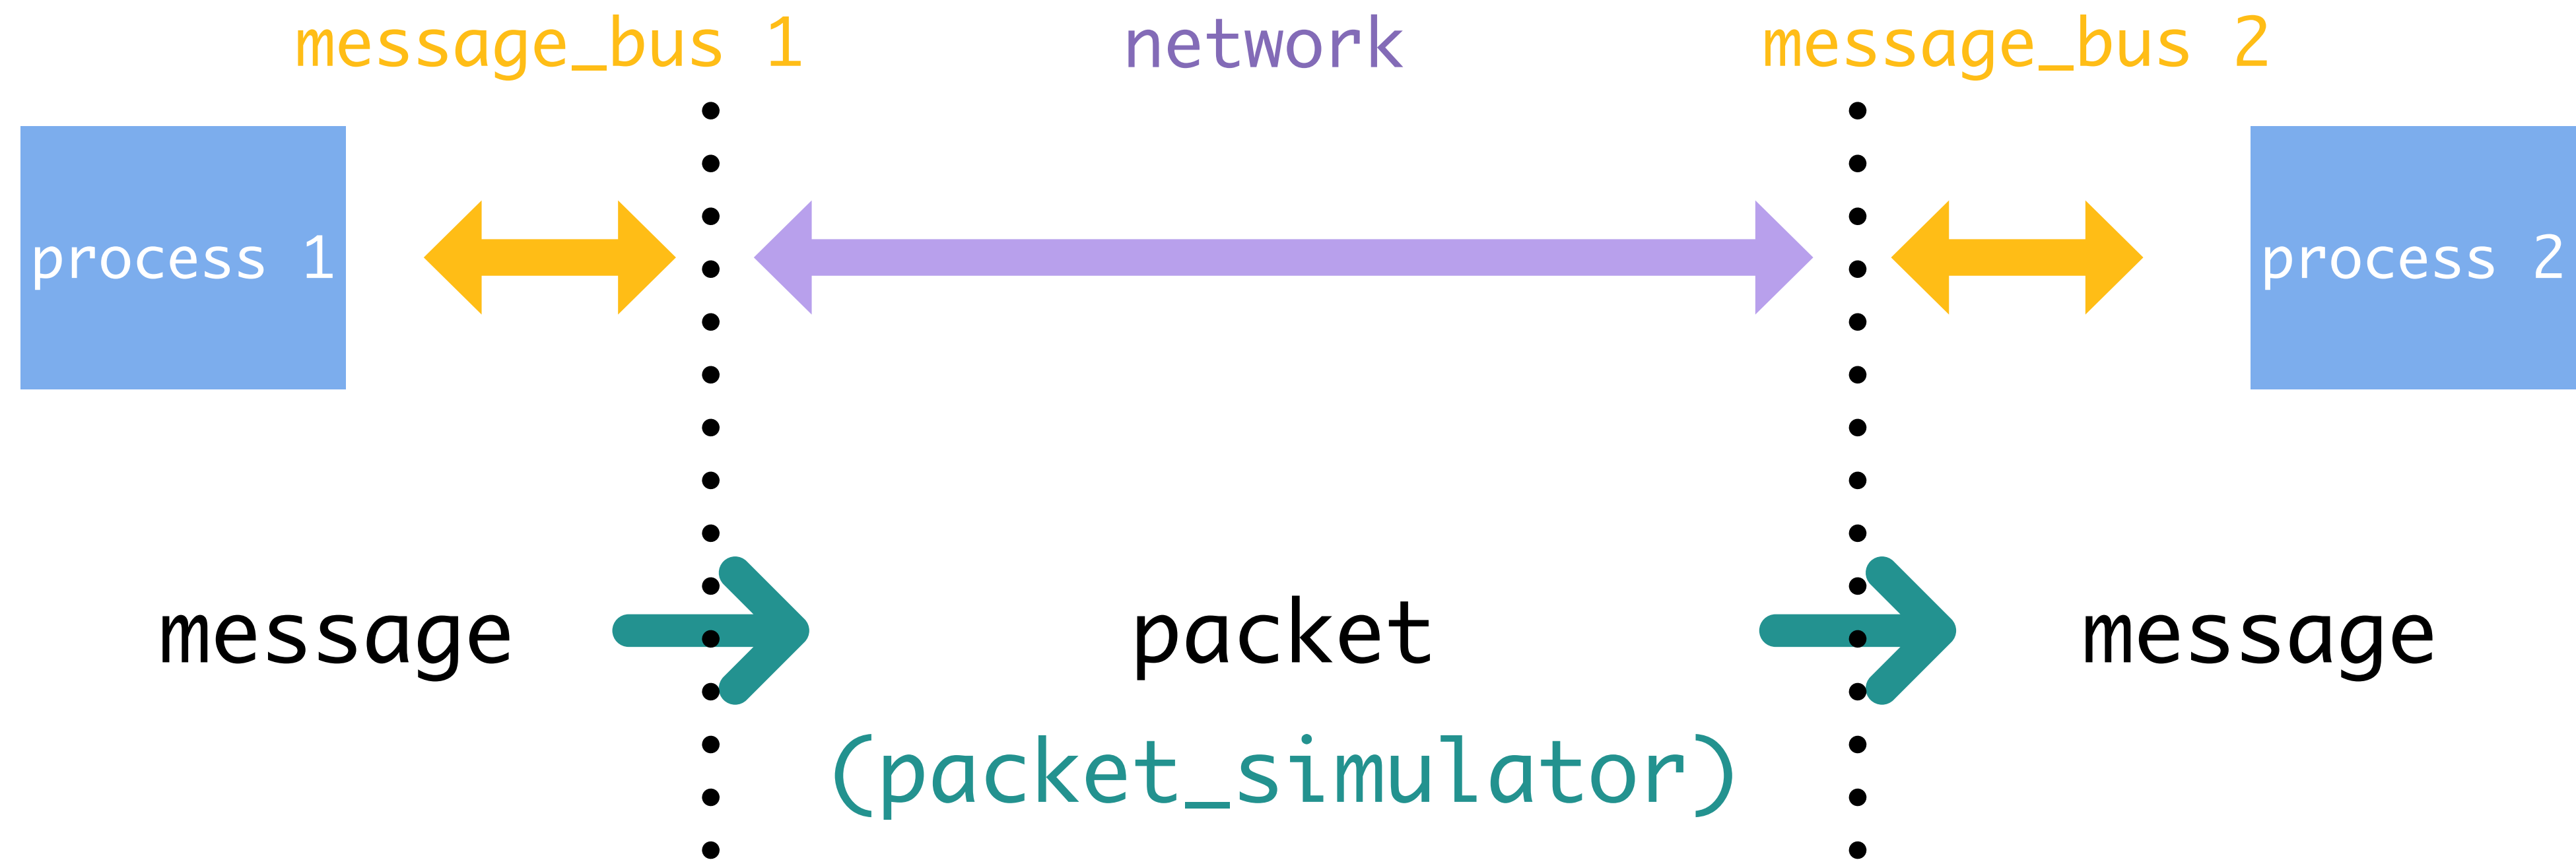 message_bus 1
network
message_bus 2
process 1
process 2
message
packet
message
(packet_simulator)